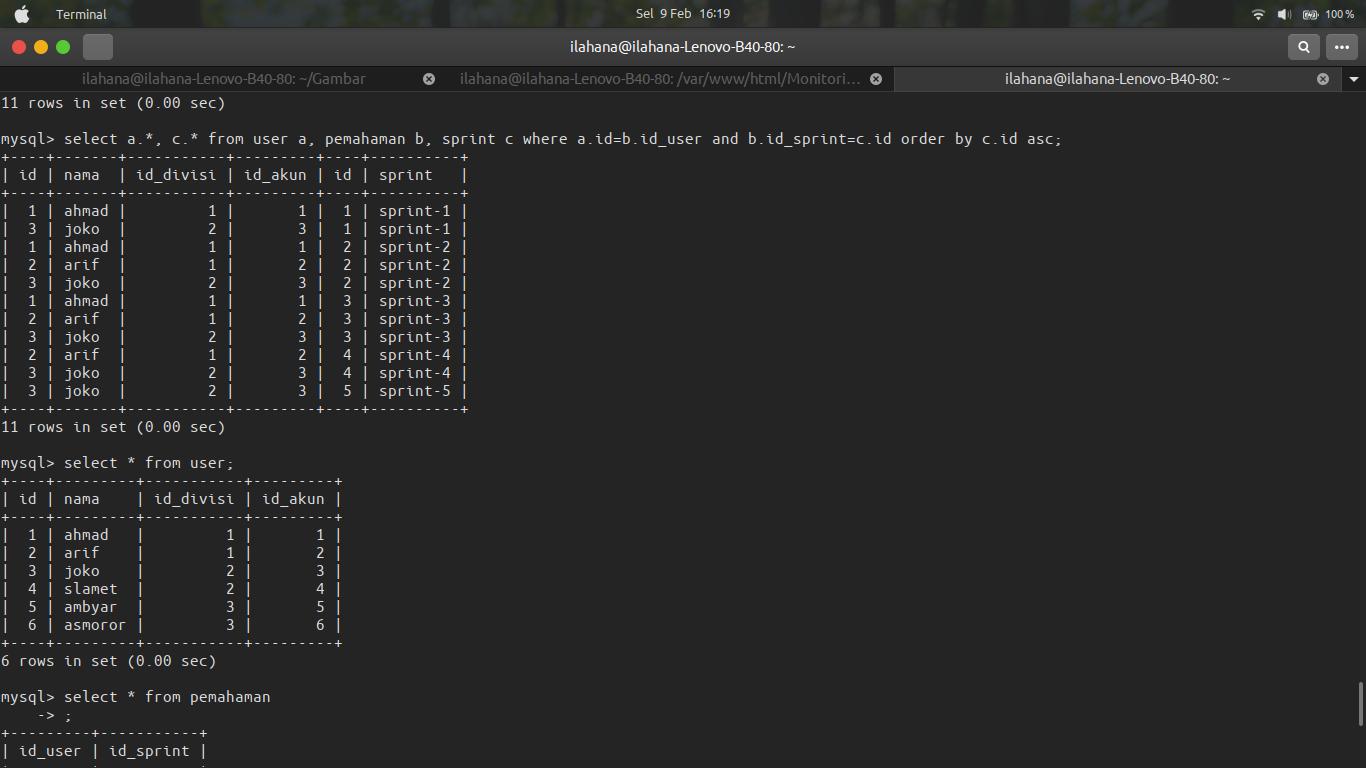 Terminal
Sel 9 Feb 16:19
100 %
ilahana@ilahana-Lenovo-B40-80: ~
ilahana@ilahana-Lenovo-B40-80: ~/Gambar
ilahana@ilahana-Lenovo-B40-80: /var/www/html/Monitori…
ilahana@ilahana-Lenovo-B40-80: ~
11 rows in set (0.00 sec)
mysql> select a.*, c.* from user a, pemahaman b, sprint c where a.id=b.id_user and b.id_sprint=c.id order by c.id asc;
+----+-------+-----------+---------+----+----------+
| id | nama  | id_divisi | id_akun | id | sprint   |
+----+-------+-----------+---------+----+----------+
|  1 | ahmad |         1 |       1 |  1 | sprint-1 |
|  3 | joko  |         2 |       3 |  1 | sprint-1 |
|  1 | ahmad |         1 |       1 |  2 | sprint-2 |
|  2 | arif  |         1 |       2 |  2 | sprint-2 |
|  3 | joko  |         2 |       3 |  2 | sprint-2 |
|  1 | ahmad |         1 |       1 |  3 | sprint-3 |
|  2 | arif  |         1 |       2 |  3 | sprint-3 |
|  3 | joko  |         2 |       3 |  3 | sprint-3 |
|  2 | arif  |         1 |       2 |  4 | sprint-4 |
|  3 | joko  |         2 |       3 |  4 | sprint-4 |
|  3 | joko  |         2 |       3 |  5 | sprint-5 |
+----+-------+-----------+---------+----+----------+
11 rows in set (0.00 sec)
mysql> select * from user;
+----+---------+-----------+---------+
| id | nama    | id_divisi | id_akun |
+----+---------+-----------+---------+
|  1 | ahmad   |         1 |       1 |
|  2 | arif    |         1 |       2 |
|  3 | joko    |         2 |       3 |
|  4 | slamet  |         2 |       4 |
|  5 | ambyar  |         3 |       5 |
|  6 | asmoror |         3 |       6 |
+----+---------+-----------+---------+
6 rows in set (0.00 sec)
mysql> select * from pemahaman
    -> ;
+---------+-----------+
| id_user | id_sprint |